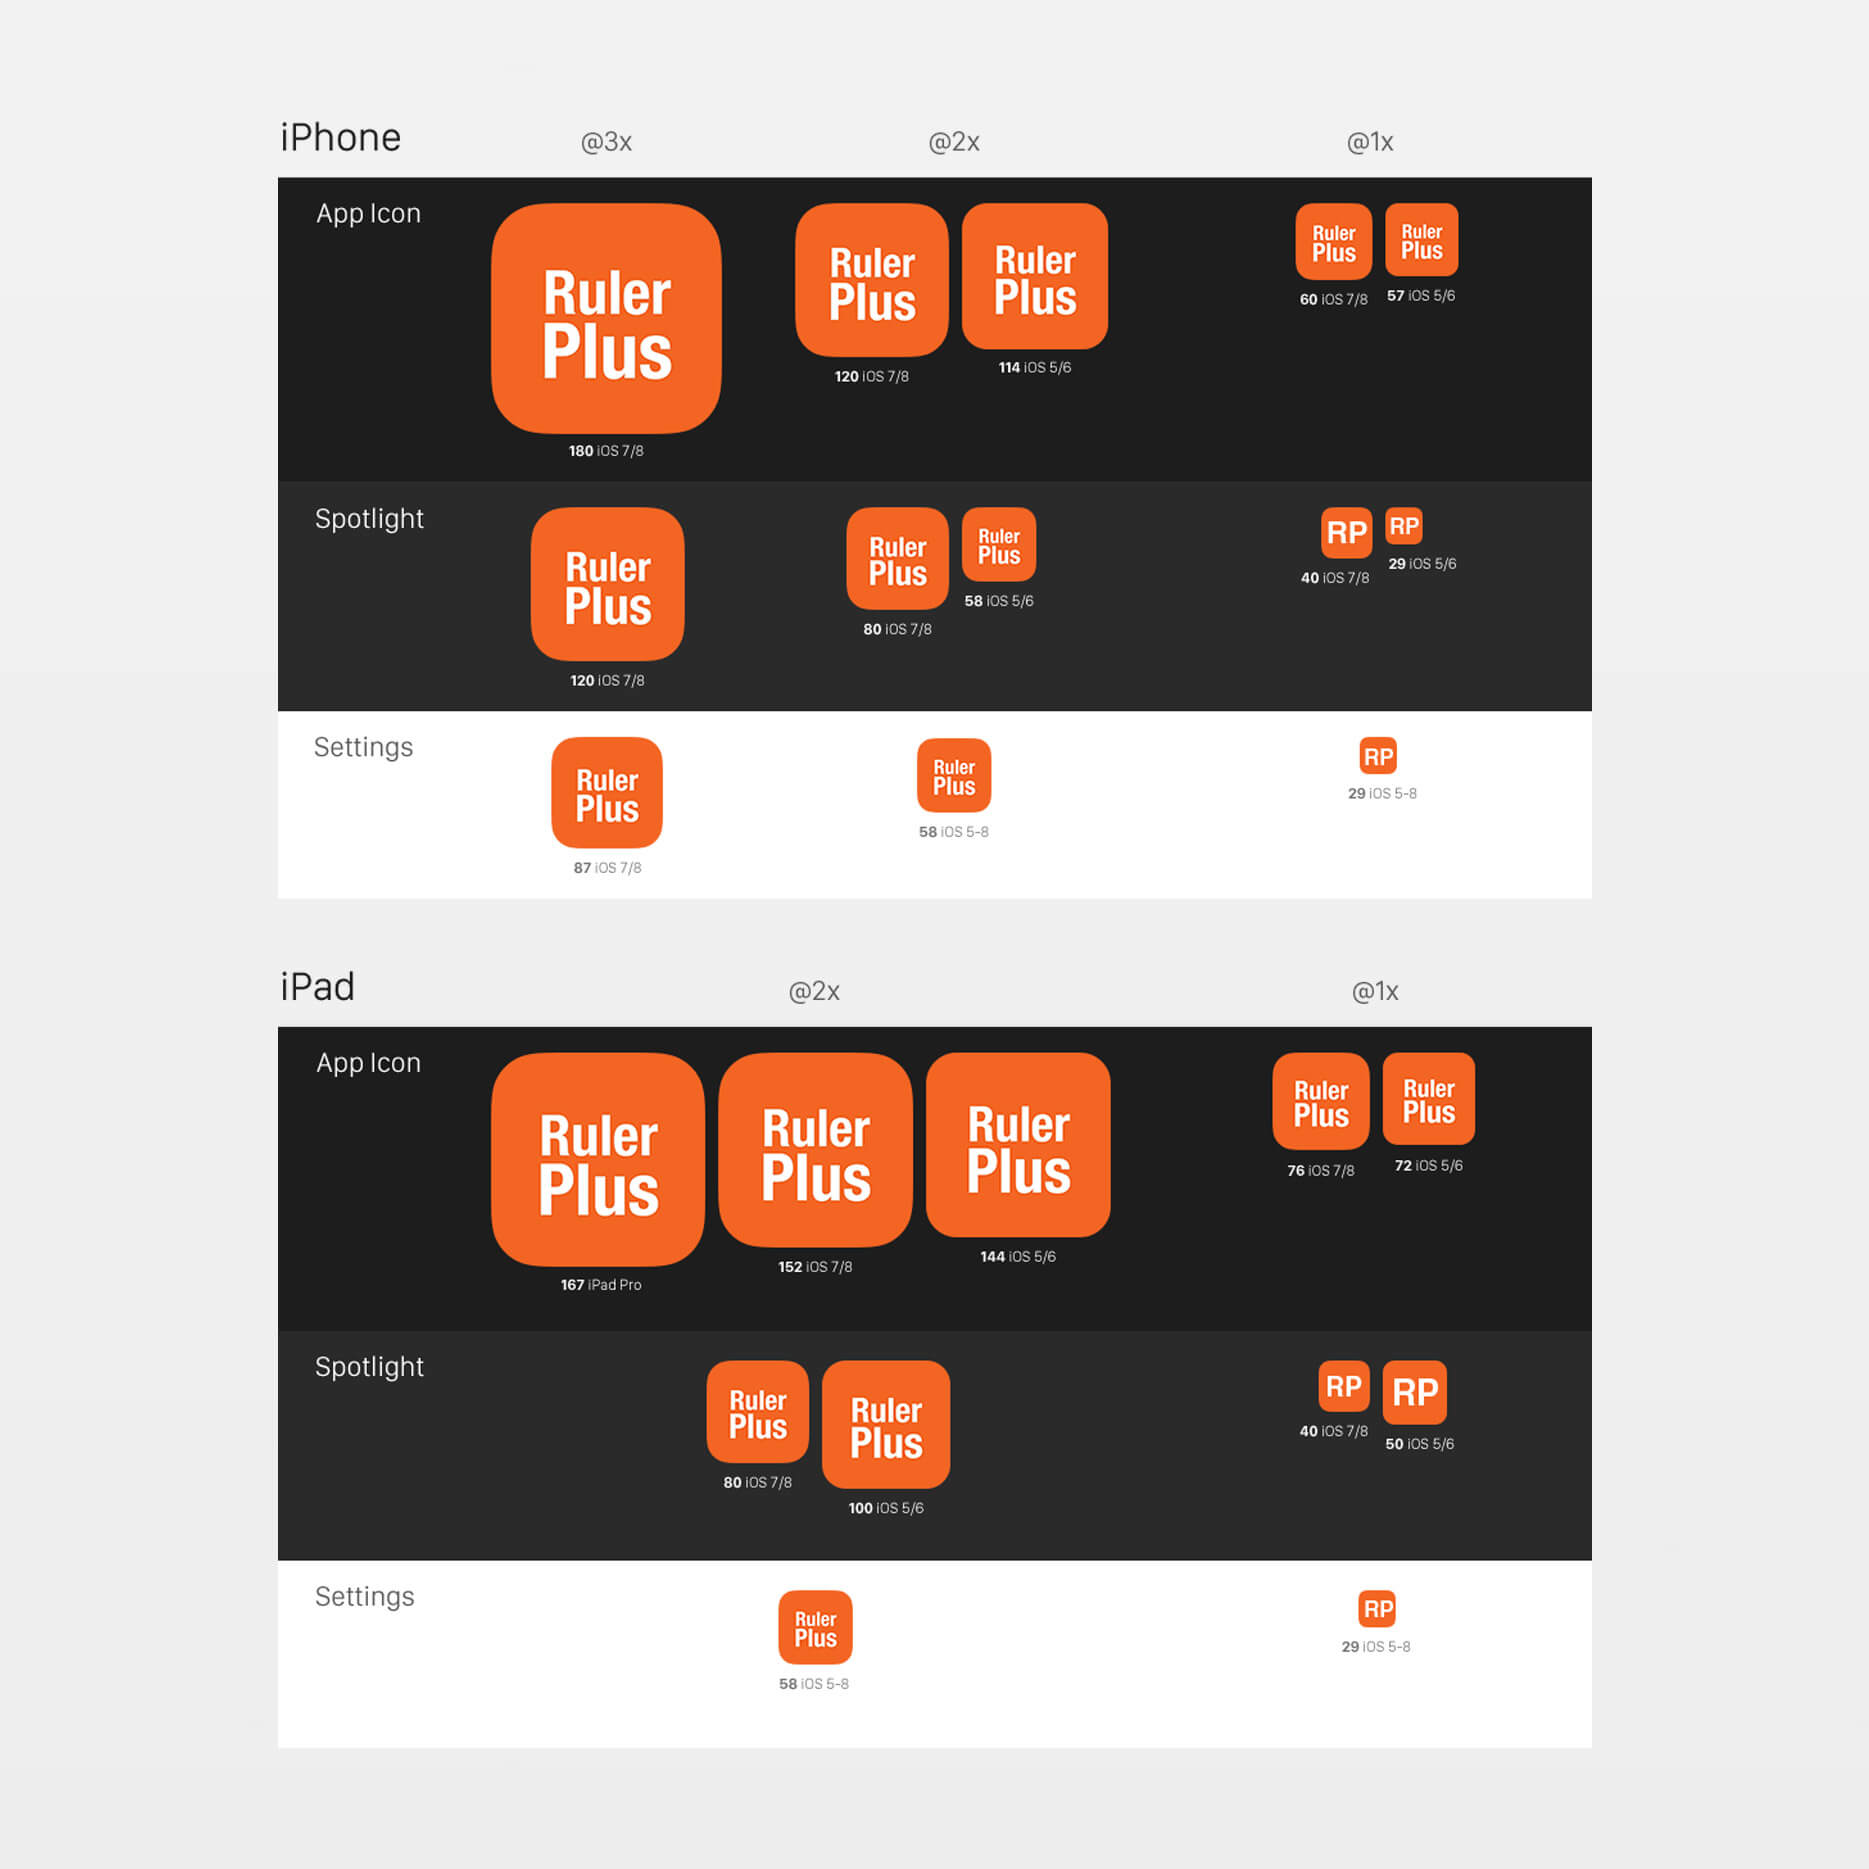 iPhone @3x @2x @1x
App Icon
Ruler
Plus
180 iOS 7/8
Ruler
Plus
120 iOS 7/8
Ruler
Plus
114 iOS 5/6
Ruler
Plus
60 iOS 7/8
Ruler
Plus
57 iOS 5/6
Spotlight
Ruler
Plus
120 iOS 7/8
Ruler
Plus
80 iOS 7/8
Ruler
Plus
58 iOS 5/6
RP
40 iOS 7/8
RP
29 iOS 5/6
Settings
Ruler
Plus
87 iOS 7/8
Ruler
Plus
58 iOS 5-8
RP
29 iOS 5-8
iPad @2x @1x
App Icon
Ruler
Plus
167 iPad Pro
Ruler
Plus
152 iOS 7/8
Ruler
Plus
144 iOS 5/6
Ruler
Plus
76 iOS 7/8
Ruler
Plus
72 iOS 5/6
Spotlight
Ruler
Plus
80 iOS 7/8
Ruler
Plus
100 iOS 5/6
RP
40 iOS 7/8
RP
50 iOS 5/6
Settings
Ruler
Plus
58 iOS 5-8
RP
29 iOS 5-8